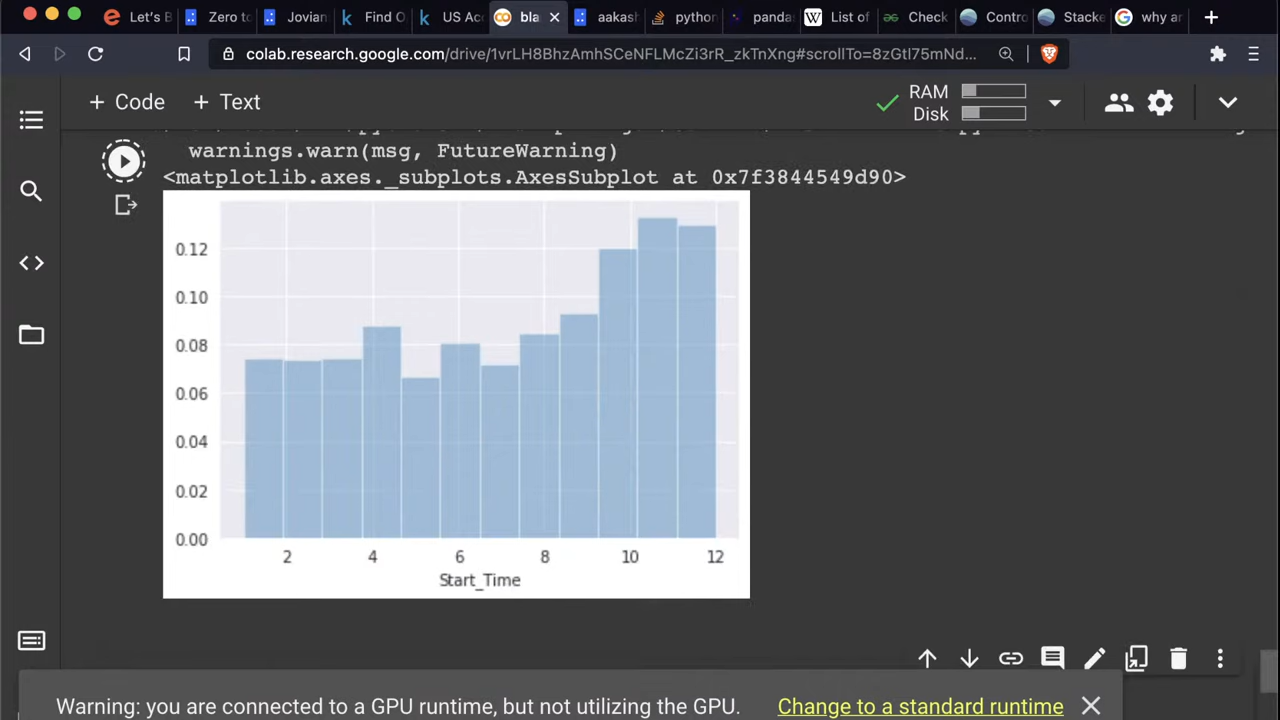 Let's B
Zero to
Jovian
Find O
US Acc
bla
aakash
python
panda
List of
Check
Contro
Stacke
why ar
colab.research.google.com/drive/1vrLH8BhzAmhSCeNFLMcZi3rR_zkTnXng#scrollTo=8zGtl75mNd...
+ Code + Text
RAM
Disk
warnings.warn(msg, FutureWarning)
<matplotlib.axes._subplots.AxesSubplot at 0x7f3844549d90>
0.12
0.10
0.08
0.06
0.04
0.02
0.00
2 4 6 8 10 12
Start_Time
Warning: you are connected to a GPU runtime, but not utilizing the GPU. Change to a standard runtime